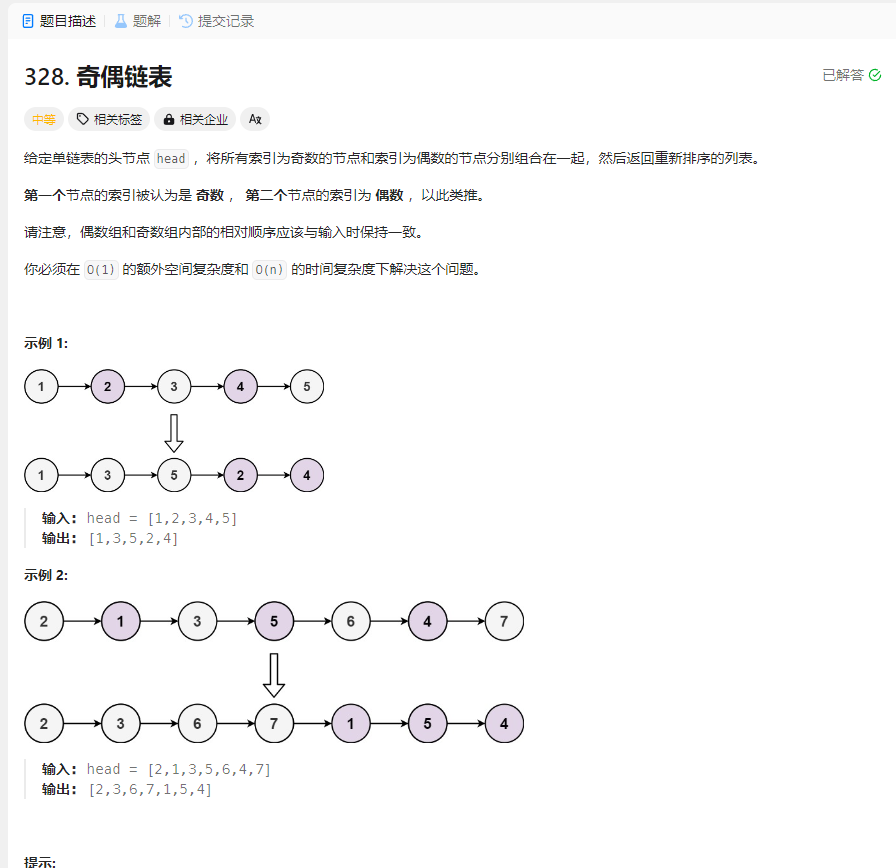 题目描述 题解 提交记录
328. 奇偶链表 已解答
中等 相关标签 相关企业 Aあ
给定单链表的头节点 head ，将所有索引为奇数的节点和索引为偶数的节点分别组合在一起，然后返回重新排序的列表。
第一个节点的索引被认为是 奇数 ， 第二个节点的索引为 偶数 ，以此类推。
请注意，偶数组和奇数组内部的相对顺序应该与输入时保持一致。
你必须在 O(1) 的额外空间复杂度和 O(n) 的时间复杂度下解决这个问题。
示例 1:
1 2 3 4 5
1 3 5 2 4
输入: head = [1,2,3,4,5]
输出: [1,3,5,2,4]
示例 2:
2 1 3 5 6 4 7
2 3 6 7 1 5 4
输入: head = [2,1,3,5,6,4,7]
输出: [2,3,6,7,1,5,4]
提示: